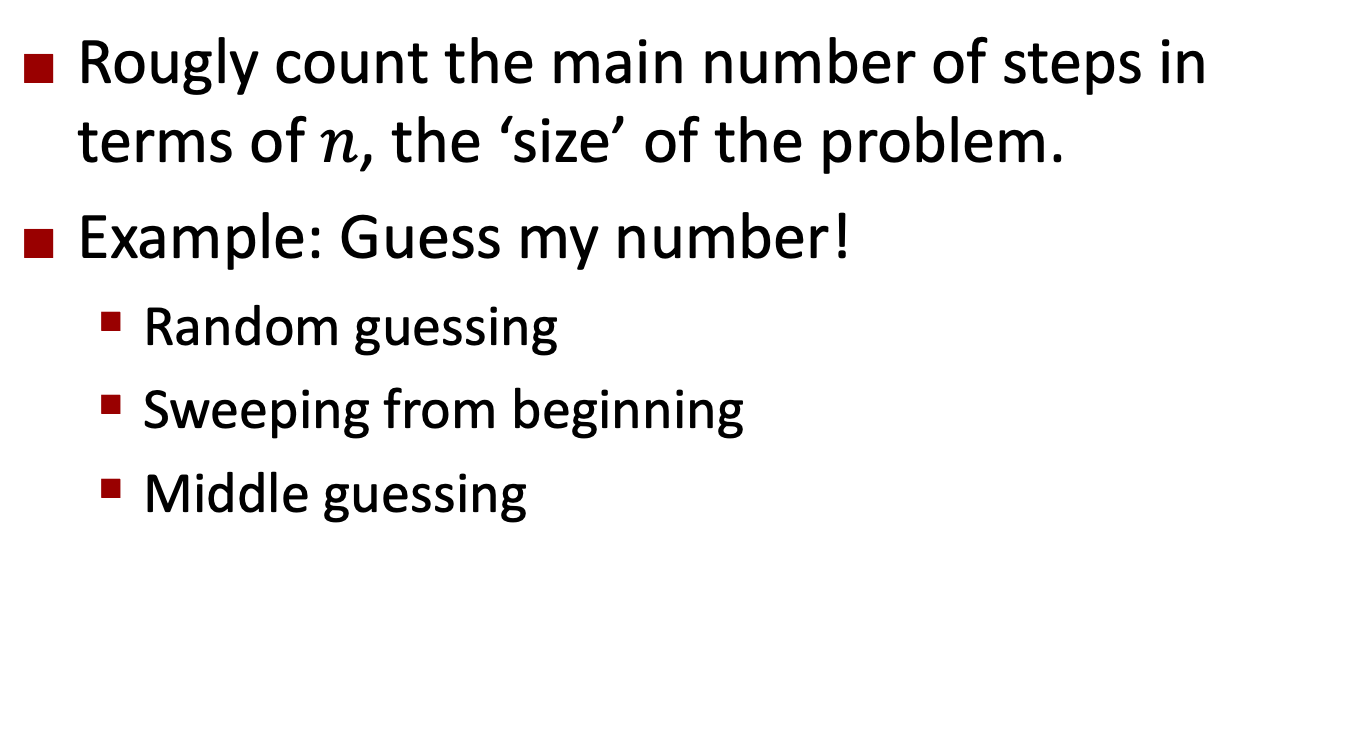 Rougly count the main number of steps in
terms of n, the ‘size’ of the problem.
Example: Guess my number!
Random guessing
Sweeping from beginning
Middle guessing